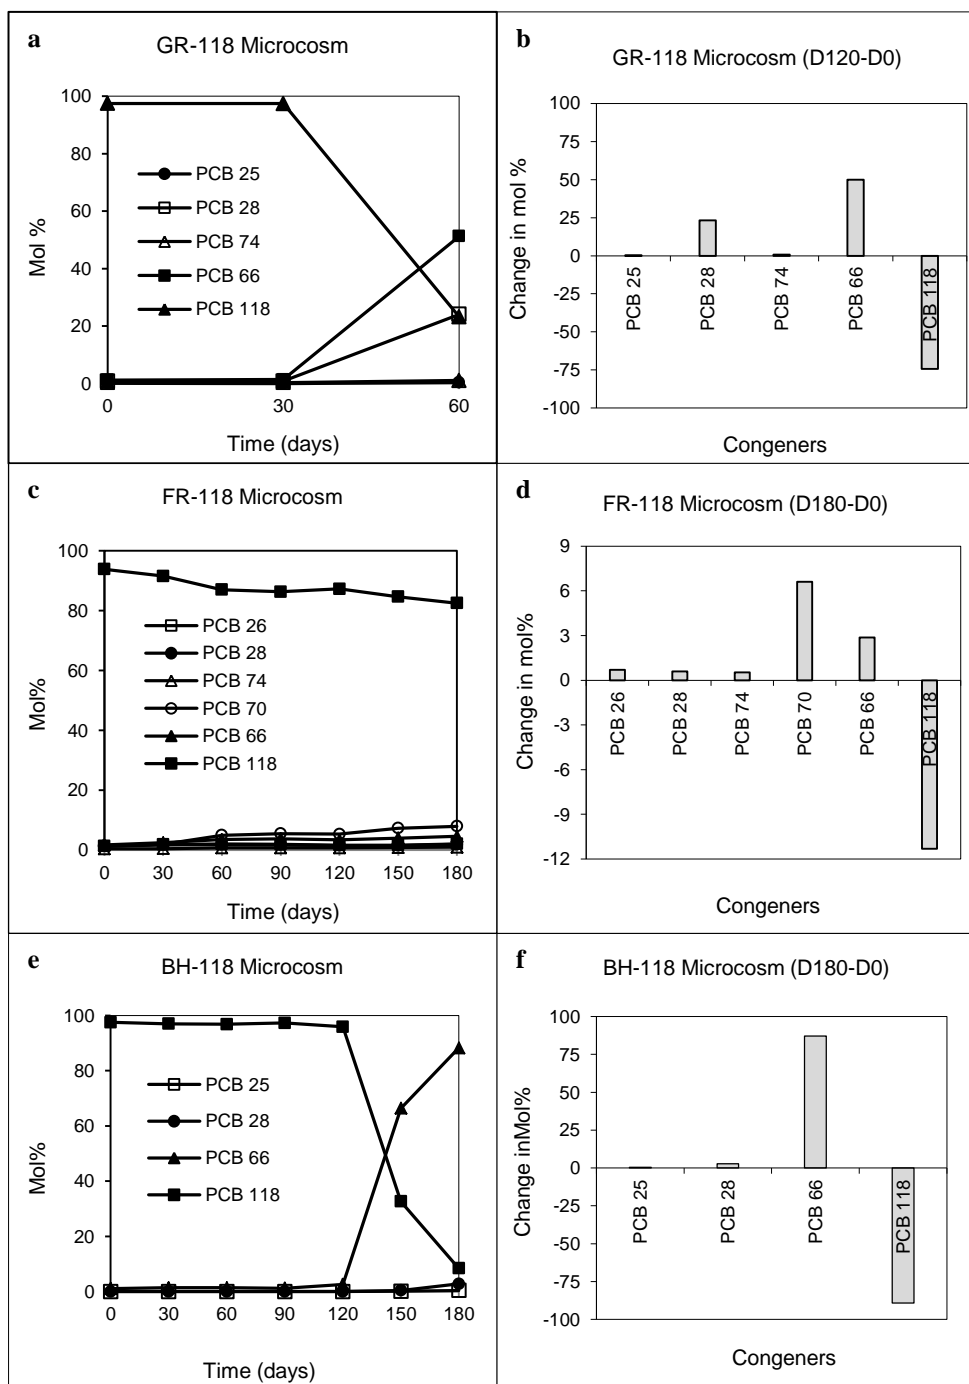 a
GR-118 Microcosm
100
80
60
40
20
0
Mol %
PCB 25
PCB 28
PCB 74
PCB 66
PCB 118
0 30 60
Time (days)
b
GR-118 Microcosm (D120-D0)
100
75
50
25
0
-25
-50
-75
-100
Change in mol %
PCB 25
PCB 28
PCB 74
PCB 66
PCB 118
Congeners
c
FR-118 Microcosm
100
80
60
40
20
0
Mol%
PCB 26
PCB 28
PCB 74
PCB 70
PCB 66
PCB 118
0 30 60 90 120 150 180
Time (days)
d
FR-118 Microcosm (D180-D0)
9
6
3
0
-3
-6
-9
-12
Change in mol%
PCB 26
PCB 28
PCB 74
PCB 70
PCB 66
PCB 118
Congeners
e
BH-118 Microcosm
100
80
60
40
20
0
Mol%
PCB 25
PCB 28
PCB 66
PCB 118
0 30 60 90 120 150 180
Time (days)
f
BH-118 Microcosm (D180-D0)
100
75
50
25
0
-25
-50
-75
-100
Change inMol%
PCB 25
PCB 28
PCB 66
PCB 118
Congeners